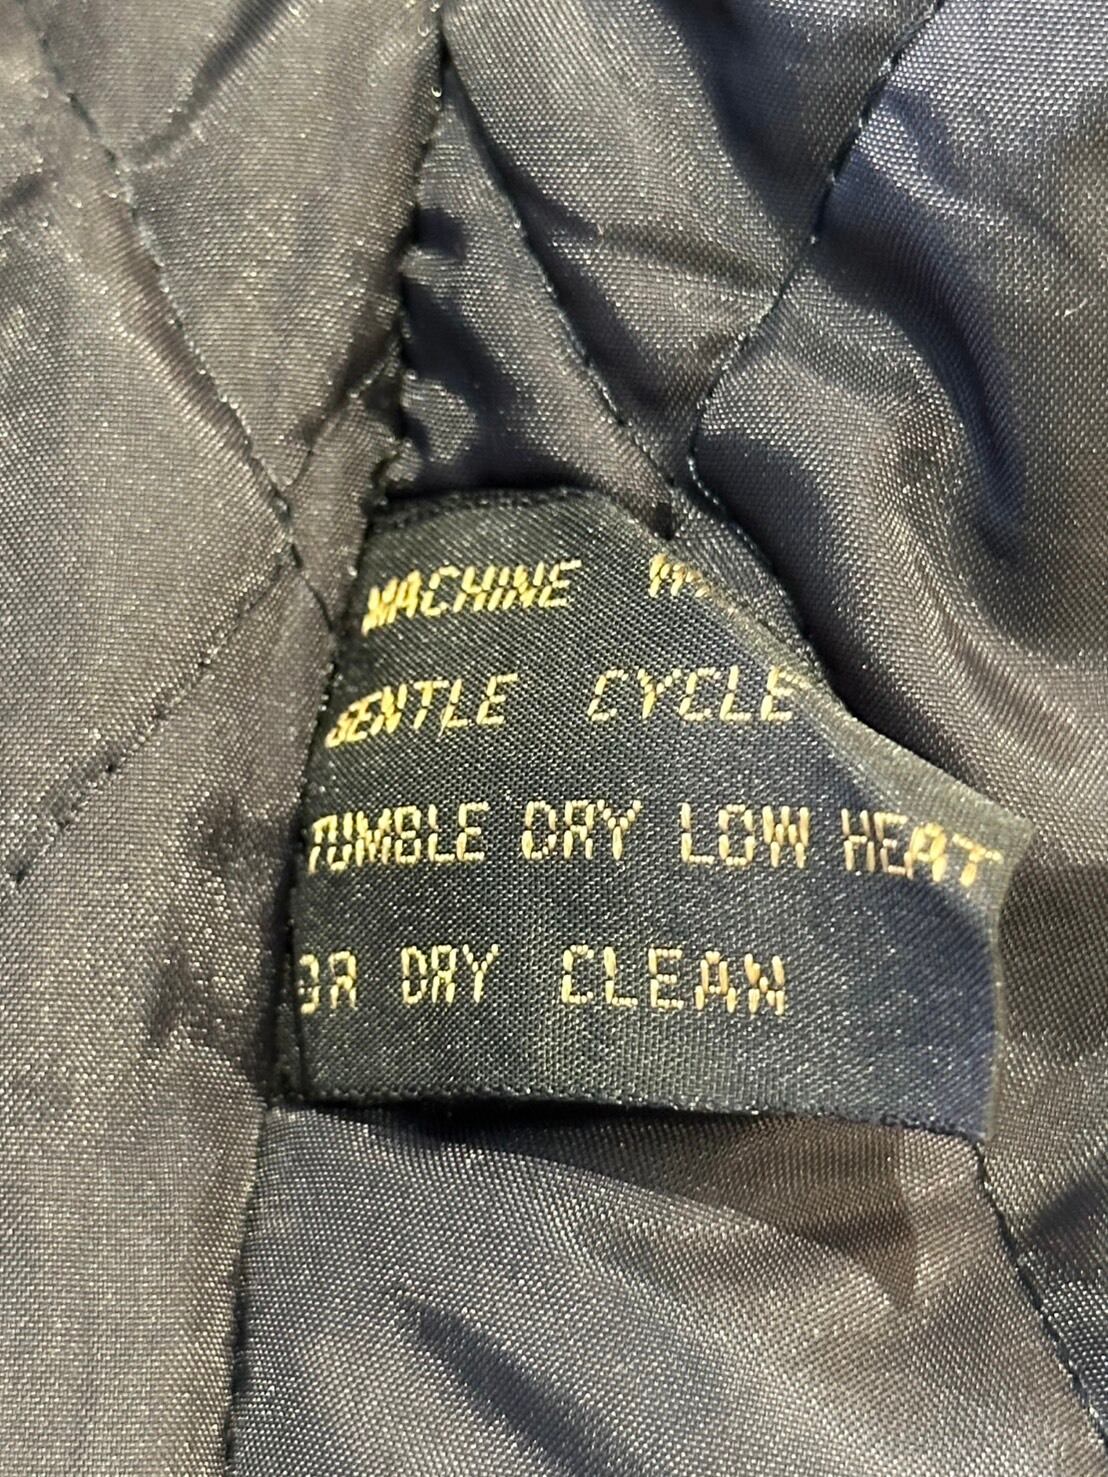 MACHINE
GENTLE CYCLE
TUMBLE DRY LOW HEAT
OR DRY CLEAN